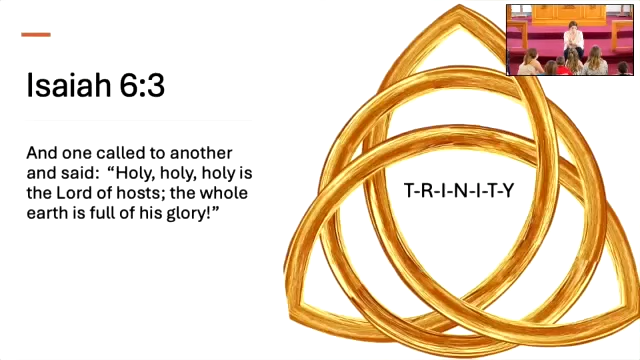 Isaiah 6:3
And one called to another
and said:  “Holy, holy, holy is
the Lord of hosts; the whole
earth is full of his glory!”
T-R-I-N-I-T-Y